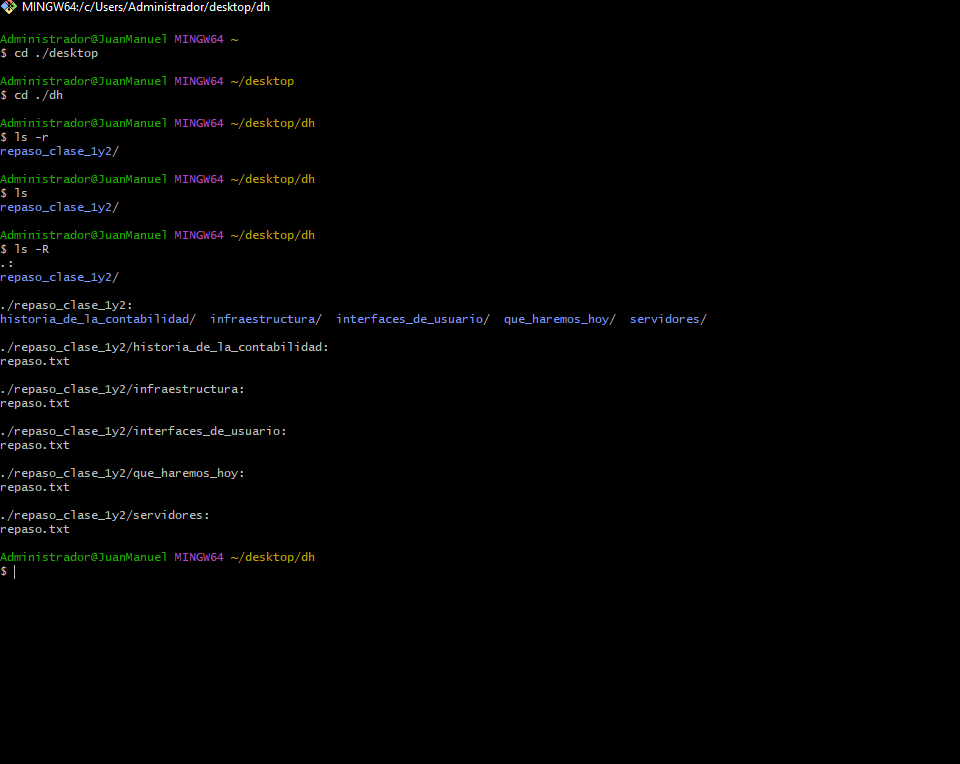 MINGW64:/c/Users/Administrador/desktop/dh
Administrador@JuanManuel MINGW64 ~
$ cd ./desktop
Administrador@JuanManuel MINGW64 ~/desktop
$ cd ./dh
Administrador@JuanManuel MINGW64 ~/desktop/dh
$ ls -r
repaso_clase_1y2/
Administrador@JuanManuel MINGW64 ~/desktop/dh
$ ls
repaso_clase_1y2/
Administrador@JuanManuel MINGW64 ~/desktop/dh
$ ls -R
.:
repaso_clase_1y2/
./repaso_clase_1y2:
historia_de_la_contabilidad/  infraestructura/  interfaces_de_usuario/  que_haremos_hoy/  servidores/
./repaso_clase_1y2/historia_de_la_contabilidad:
repaso.txt
./repaso_clase_1y2/infraestructura:
repaso.txt
./repaso_clase_1y2/interfaces_de_usuario:
repaso.txt
./repaso_clase_1y2/que_haremos_hoy:
repaso.txt
./repaso_clase_1y2/servidores:
repaso.txt
Administrador@JuanManuel MINGW64 ~/desktop/dh
$